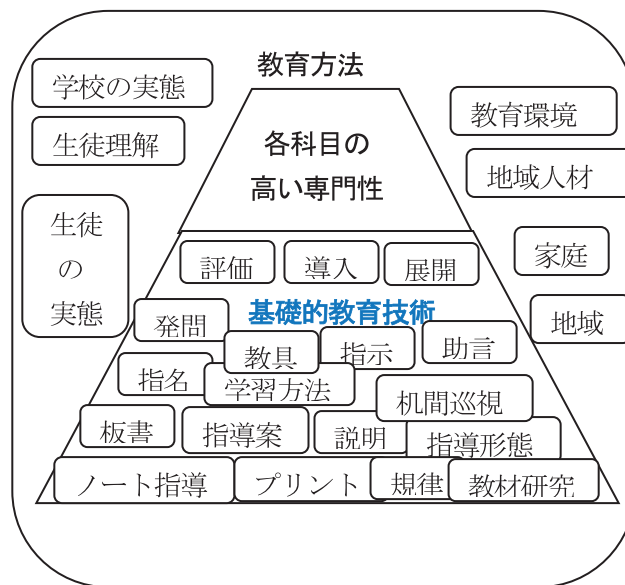 教育方法
学校の実態
生徒理解
生徒
の
実態
教育環境
地域人材
家庭
地域
各科目の
高い専門性
評価
導入
展開
基礎的教育技術
発問
教具
指示
助言
指名
学習方法
机間巡視
板書
指導案
説明
指導形態
ノート指導
プリント
規律
教材研究